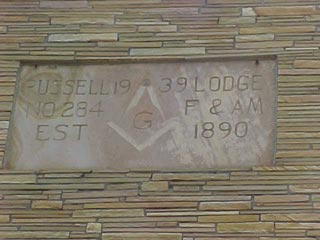 RUSSELL 19 39 LODGE
NO. 284 G F & AM
EST 1890